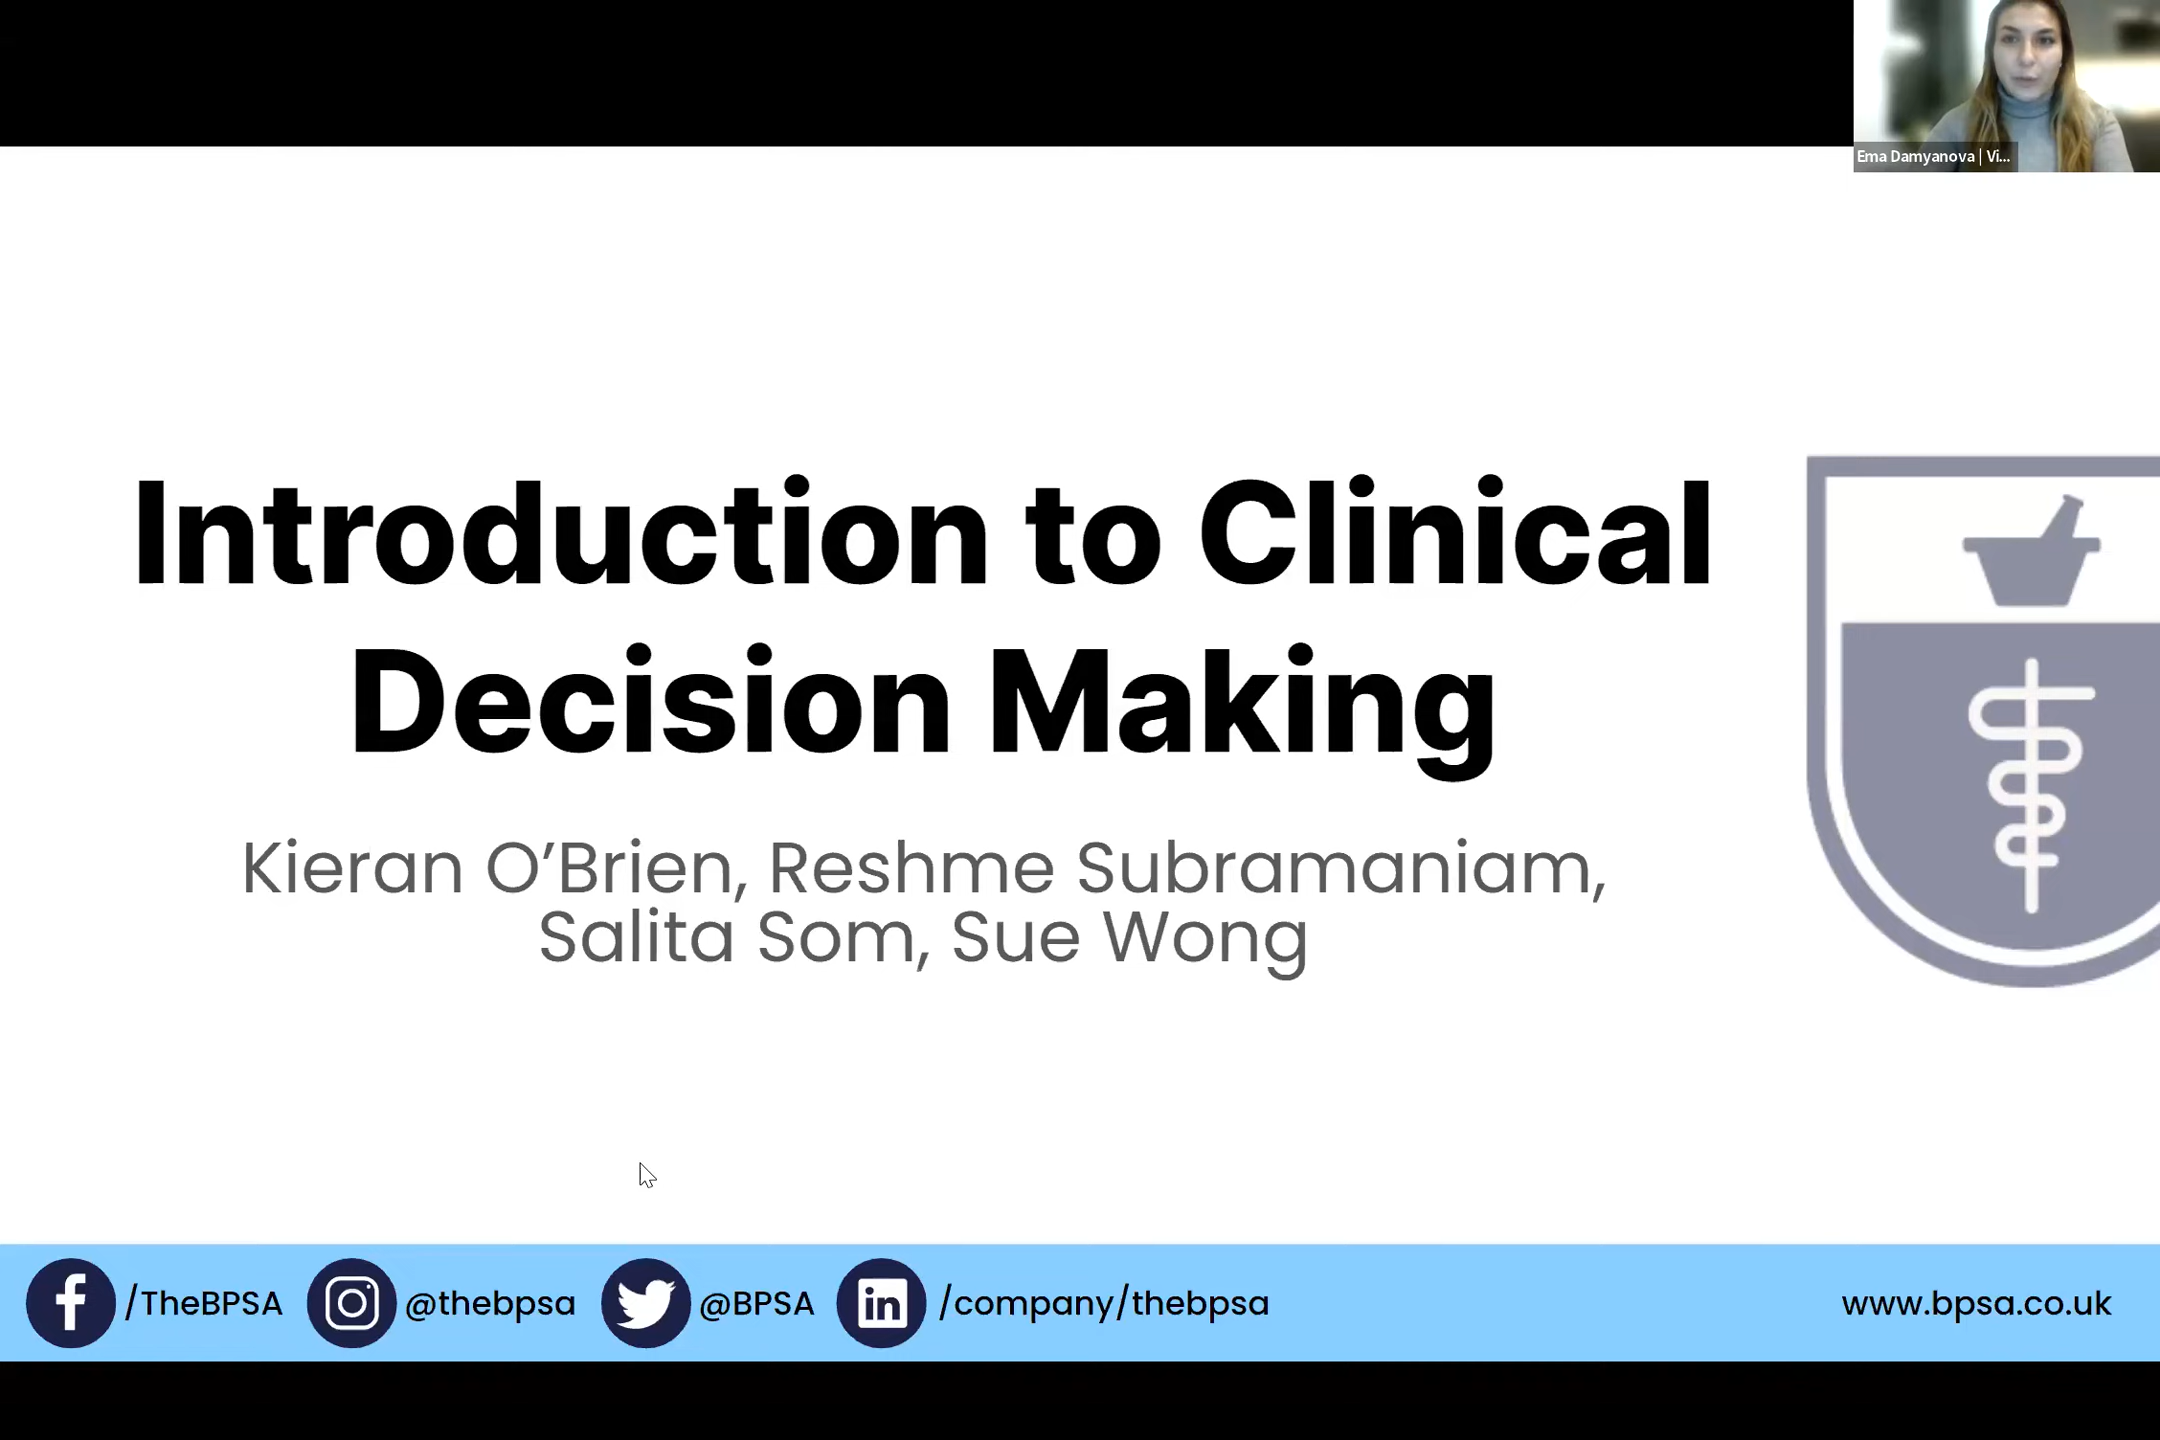 Ema Damyanova | Vi...
Introduction to Clinical
Decision Making
Kieran O’Brien, Reshme Subramaniam,
Salita Som, Sue Wong
/TheBPSA @thebpsa @BPSA /company/thebpsa www.bpsa.co.uk